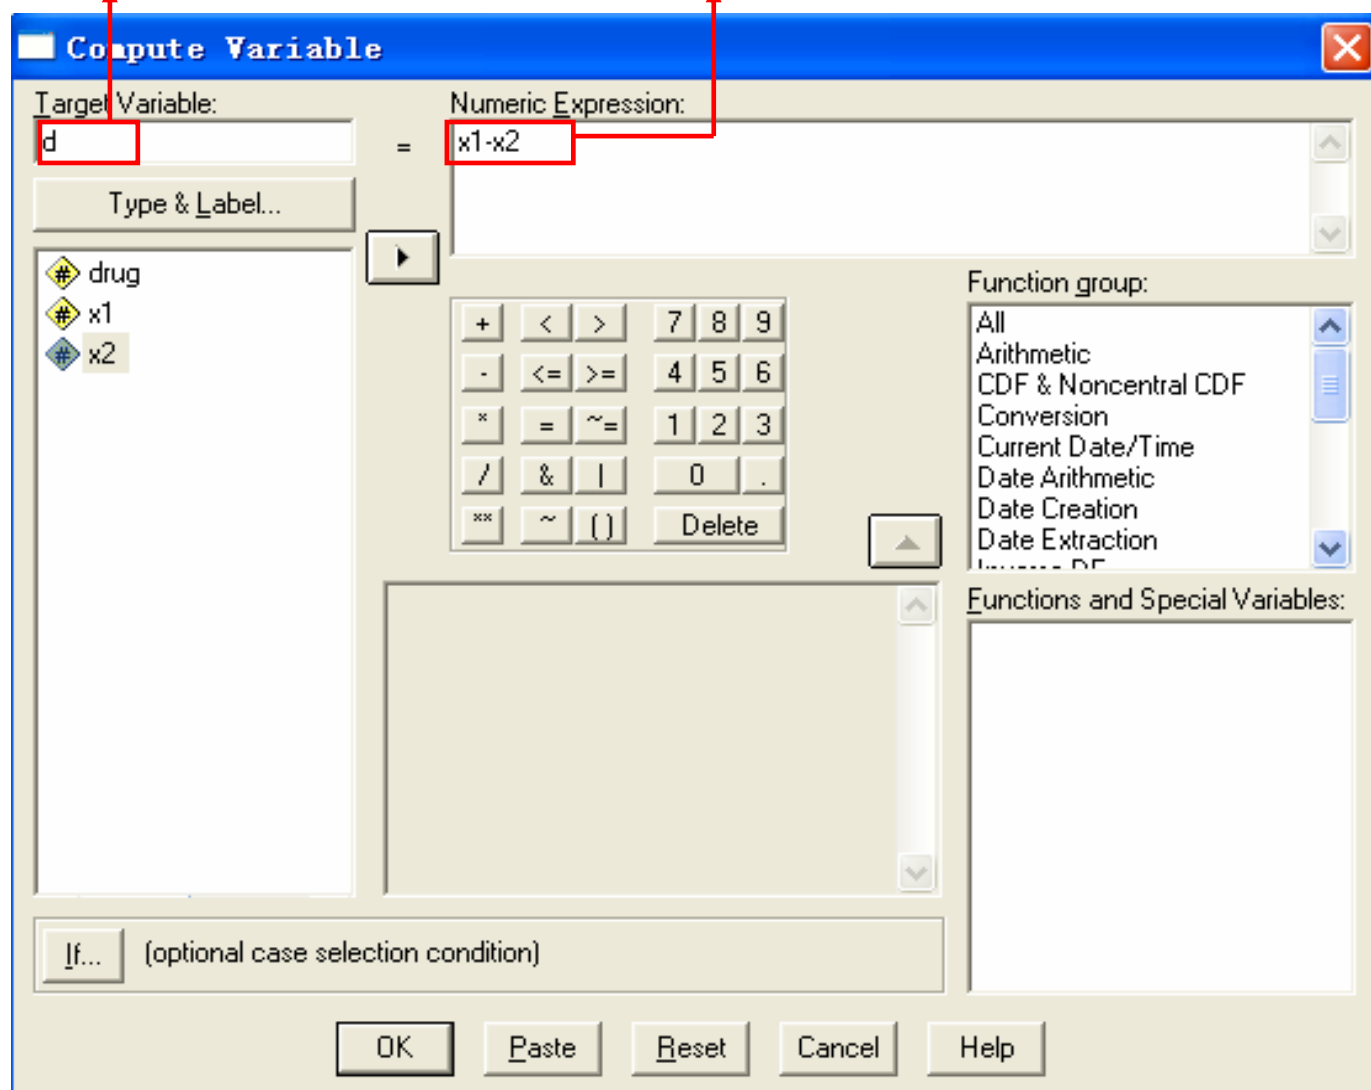 Compute Variable
Target Variable:
d
=
Numeric Expression:
x1-x2
Type & Label...
drug
x1
x2
+ < > 7 8 9
- <= >= 4 5 6
* = ~= 1 2 3
/ & | 0 .
** ~ () Delete
Function group:
All
Arithmetic
CDF & Noncentral CDF
Conversion
Current Date/Time
Date Arithmetic
Date Creation
Date Extraction
Functions and Special Variables:
If... (optional case selection condition)
OK Paste Reset Cancel Help